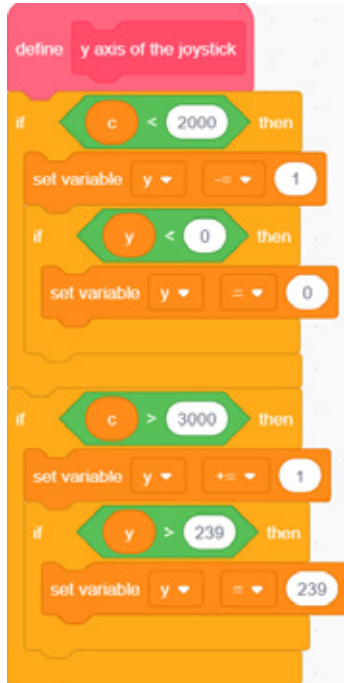 define y axis of the joystick
if c < 2000 then
set variable y -= 1
if y < 0 then
set variable y = 0
if c > 3000 then
set variable y += 1
if y > 239 then
set variable y = 239